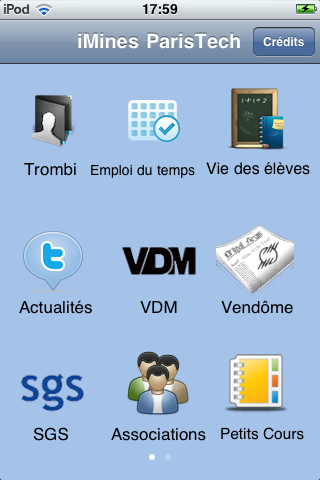 iPod 17:59
iMines ParisTech Crédits
1+1=2
Trombi Emploi du temps Vie des élèves
VDM
Actualités VDM Vendôme
sgs
SGS Associations Petits Cours